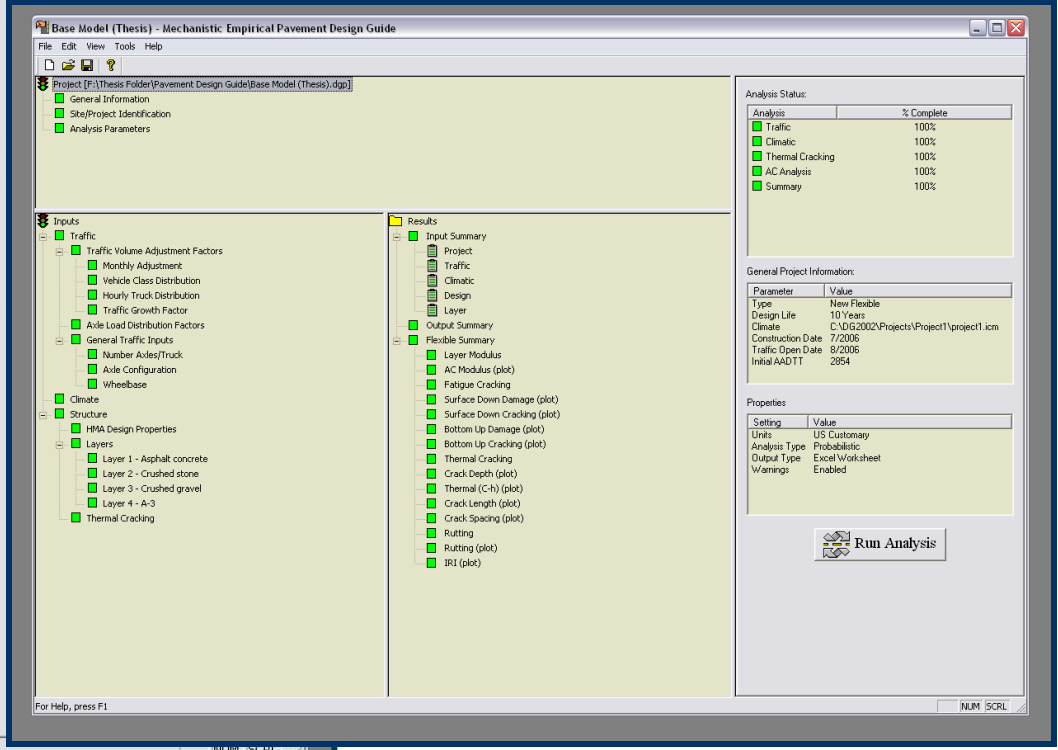 Base Model (Thesis) - Mechanistic Empirical Pavement Design Guide
File Edit View Tools Help
Project [F:\Thesis Folder\Pavement Design Guide\Base Model (Thesis).dgp]
General Information
Site/Project Identification
Analysis Parameters
Inputs
Traffic
Traffic Volume Adjustment Factors
Monthly Adjustment
Vehicle Class Distribution
Hourly Truck Distribution
Traffic Growth Factor
Axle Load Distribution Factors
General Traffic Inputs
Number Axles/Truck
Axle Configuration
Wheelbase
Climate
Structure
HMA Design Properties
Layers
Layer 1 - Asphalt concrete
Layer 2 - Crushed stone
Layer 3 - Crushed gravel
Layer 4 - A-3
Thermal Cracking
Results
Input Summary
Project
Traffic
Climatic
Design
Layer
Output Summary
Flexible Summary
Layer Modulus
AC Modulus (plot)
Fatigue Cracking
Surface Down Damage (plot)
Surface Down Cracking (plot)
Bottom Up Damage (plot)
Bottom Up Cracking (plot)
Thermal Cracking
Crack Depth (plot)
Thermal (C-h) (plot)
Crack Length (plot)
Crack Spacing (plot)
Rutting
Rutting (plot)
IRI (plot)
Analysis Status:
Analysis % Complete
Traffic 100%
Climatic 100%
Thermal Cracking 100%
AC Analysis 100%
Summary 100%
General Project Information:
Parameter Value
Type New Flexible
Design Life 10 Years
Climate C:\DG2002\Projects\Project1\project1.icm
Construction Date 7/2006
Traffic Open Date 8/2006
Initial AADTT 2854
Properties
Setting Value
Units US Customary
Analysis Type Probabilistic
Output Type Excel Worksheet
Warnings Enabled
Run Analysis
For Help, press F1
NUM SCRL